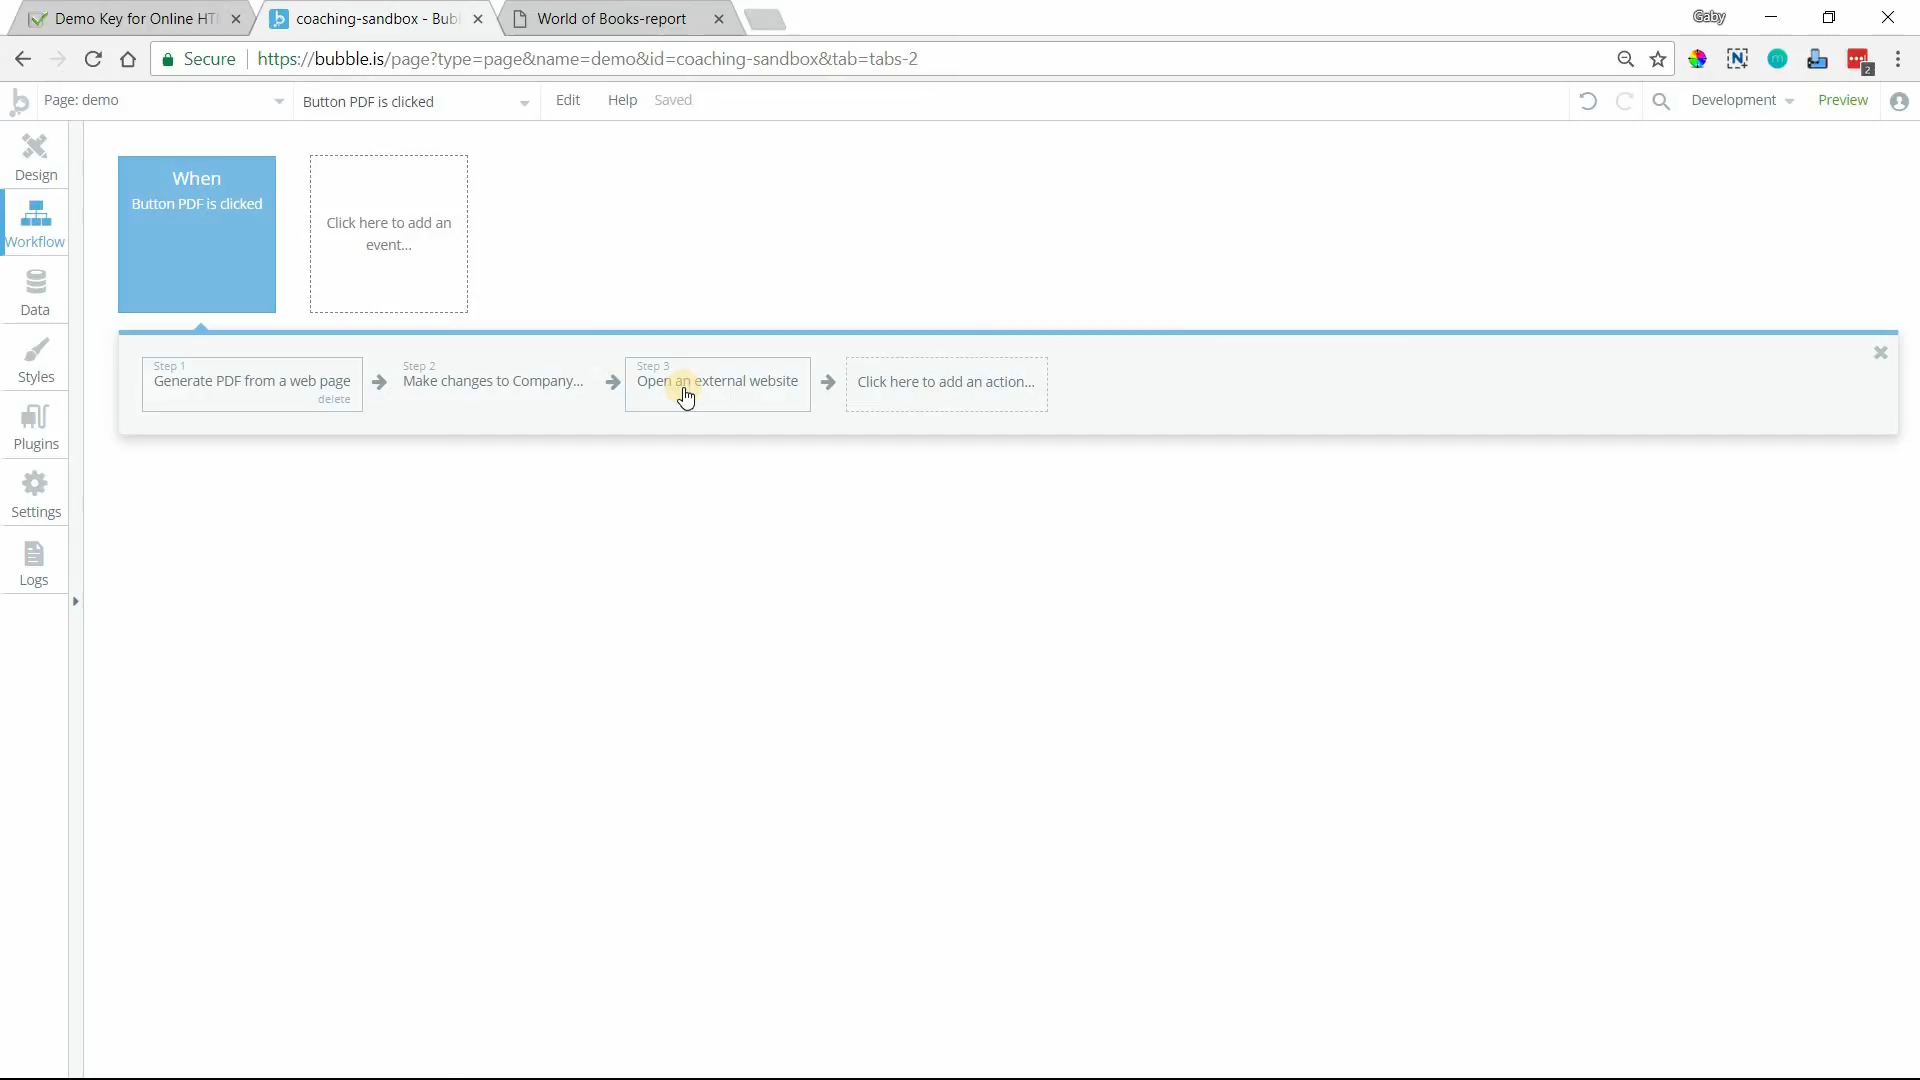 Demo Key for Online HT
coaching-sandbox - Bubl
World of Books-report
Gaby
Secure
https://bubble.is/page?type=page&name=demo&id=coaching-sandbox&tab=tabs-2
2
Page: demo
Button PDF is clicked
Edit
Help
Saved
Development
Preview
Design
Workflow
Data
Styles
Plugins
Settings
Logs
When
Button PDF is clicked
Click here to add an
event...
Step 1
Generate PDF from a web page
delete
Step 2
Make changes to Company...
Step 3
Open an external website
Click here to add an action...